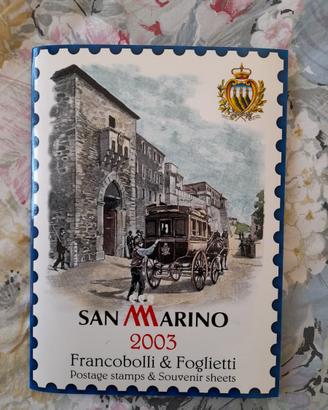 SAN MARINO
2003
Francobolli & Foglietti
Postage stamps & Souvenir sheets